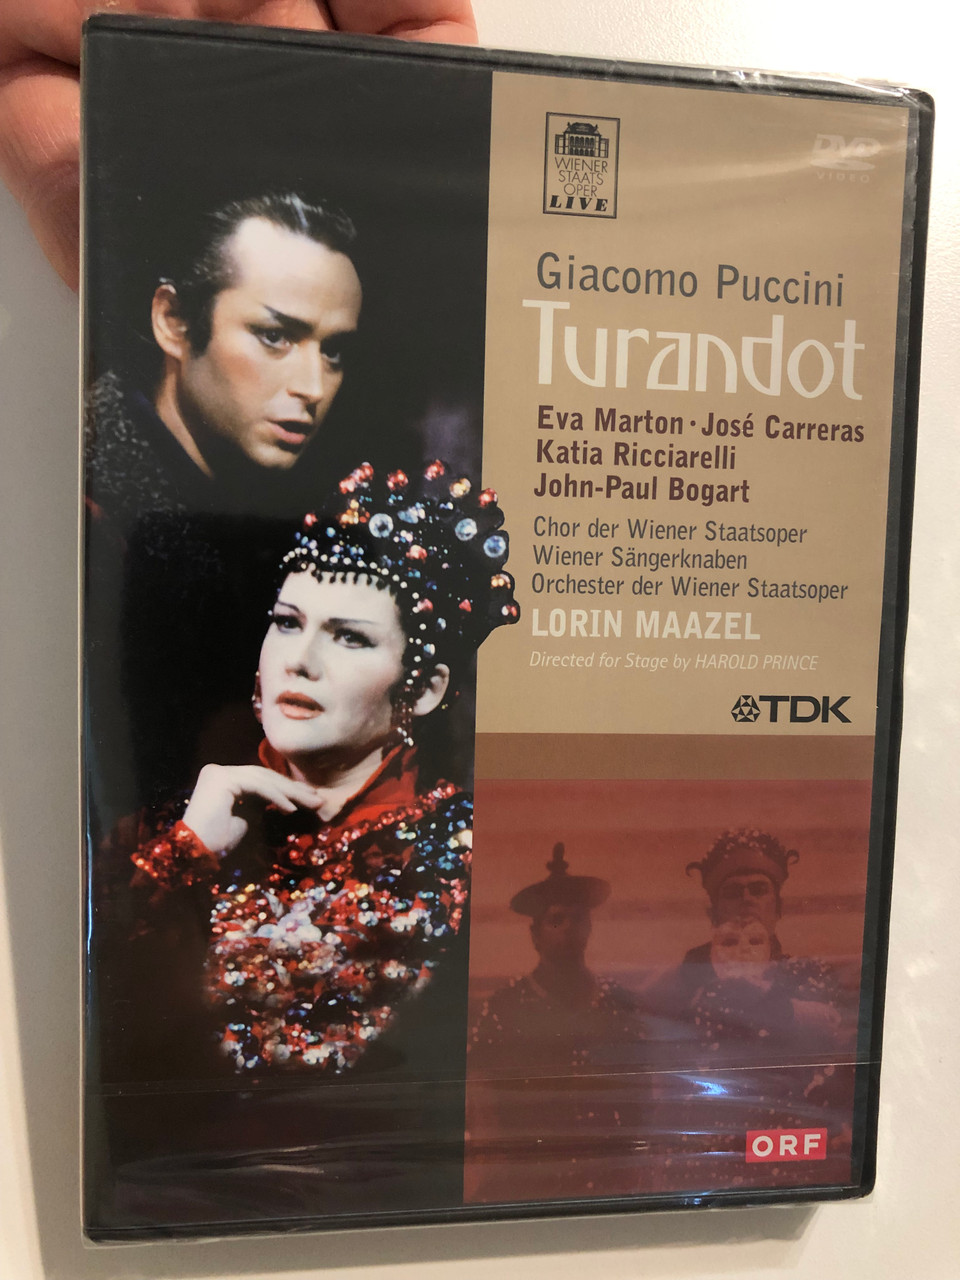 WIENER
STAATS
OPER
LIVE
DVD
VIDEO
Giacomo Puccini
Turandot
Eva Marton · José Carreras
Katia Ricciarelli
John-Paul Bogart
Chor der Wiener Staatsoper
Wiener Sängerknaben
Orchester der Wiener Staatsoper
LORIN MAAZEL
Directed for Stage by HAROLD PRINCE
TDK
ORF